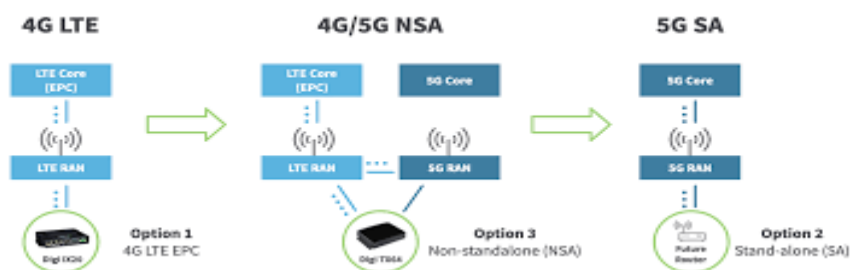 4G LTE
4G/5G NSA
5G SA
LTE Core
(EPC)
LTE Core
(EPC)
5G Core
5G Core
LTE RAN
LTE RAN
5G RAN
5G RAN
Digi IX20
Option 1
4G LTE EPC
Option 3
Non-standalone (NSA)
Future
Router
Option 2
Stand-alone (SA)